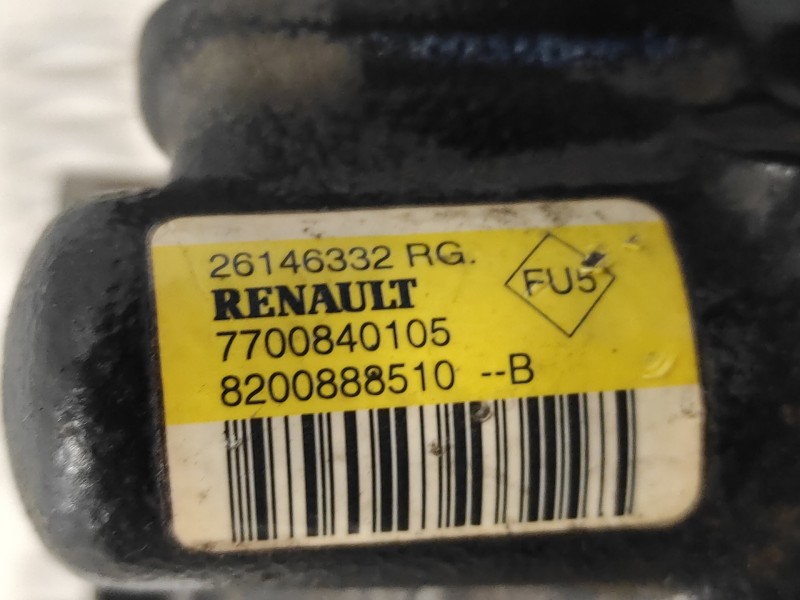 26146332 RG.
RENAULT
7700840105
8200888510 --B
FU5